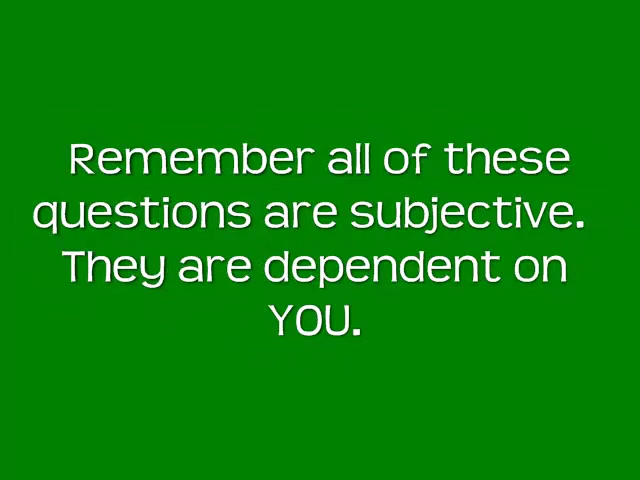 Remember all of these
questions are subjective.
They are dependent on
YOU.